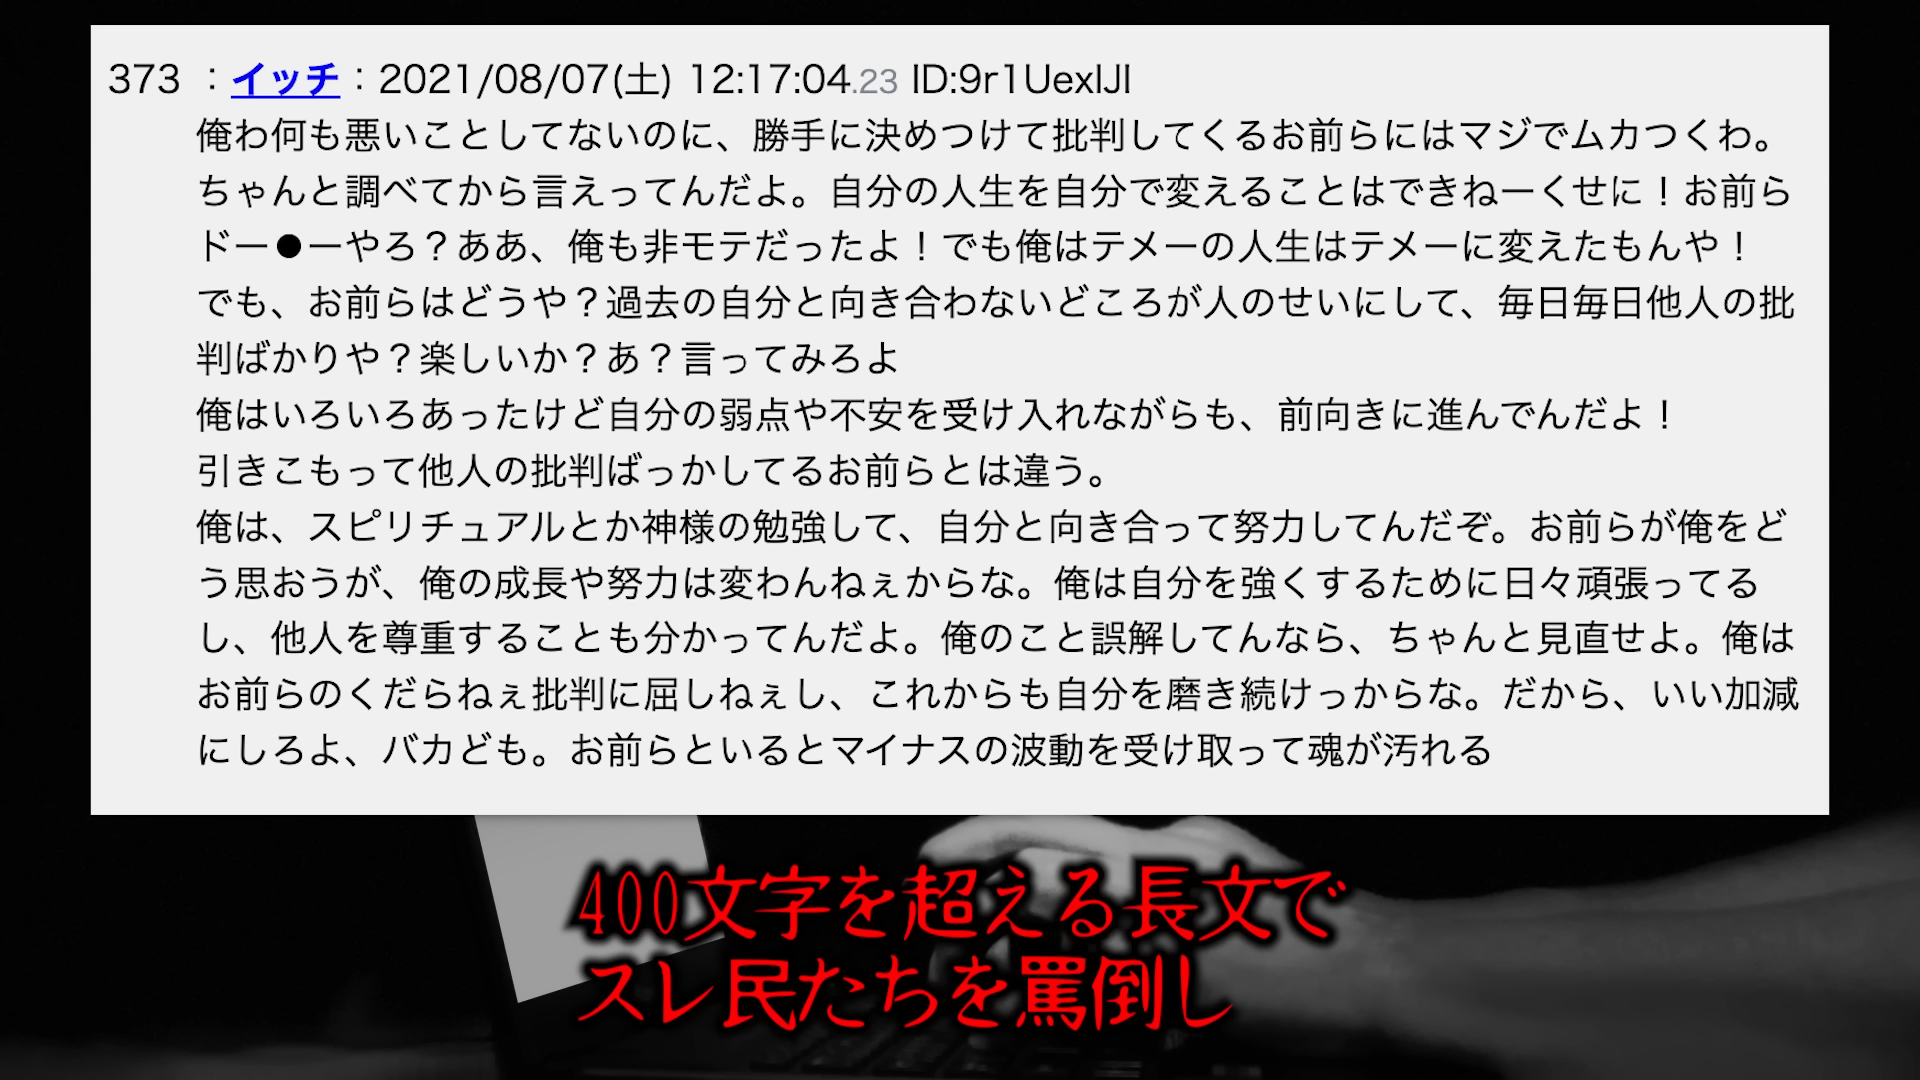 373 ：イッチ：2021/08/07(土) 12:17:04.23 ID:9r1UexlJl
俺わ何も悪いことしてないのに、勝手に決めつけて批判してくるお前らにはマジでムカつくわ。
ちゃんと調べてから言えってんだよ。自分の人生を自分で変えることはできねーくせに！お前ら
ドー●ーやろ？ああ、俺も非モテだったよ！でも俺はテメーの人生はテメーに変えたもんや！
でも、お前らはどうや？過去の自分と向き合わないどころが人のせいにして、毎日毎日他人の批
判ばかりや？楽しいか？あ？言ってみろよ
俺はいろいろあったけど自分の弱点や不安を受け入れながらも、前向きに進んでんだよ！
引きこもって他人の批判ばっかしてるお前らとは違う。
俺は、スピリチュアルとか神様の勉強して、自分と向き合って努力してんだぞ。お前らが俺をど
う思おうが、俺の成長や努力は変わんねぇからな。俺は自分を強くするために日々頑張ってる
し、他人を尊重することも分かってんだよ。俺のこと誤解してんなら、ちゃんと見直せよ。俺は
お前らのくだらねぇ批判に屈しねぇし、これからも自分を磨き続けっからな。だから、いい加減
にしろよ、バカども。お前らといるとマイナスの波動を受け取って魂が汚れる
400文字を超える長文で
スレ民たちを罵倒し